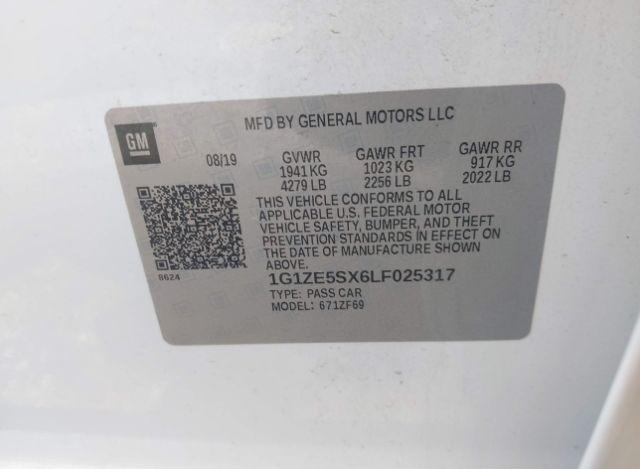 GM
MFD BY GENERAL MOTORS LLC
08/19 GVWR GAWR FRT GAWR RR
1941 KG 1023 KG 917 KG
4279 LB 2256 LB 2022 LB
THIS VEHICLE CONFORMS TO ALL
APPLICABLE U.S. FEDERAL MOTOR
VEHICLE SAFETY, BUMPER, AND THEFT
PREVENTION STANDARDS IN EFFECT ON
THE DATE OF MANUFACTURE SHOWN
ABOVE.
8624
1G1ZE5SX6LF025317
TYPE: PASS CAR
MODEL: 671ZF69